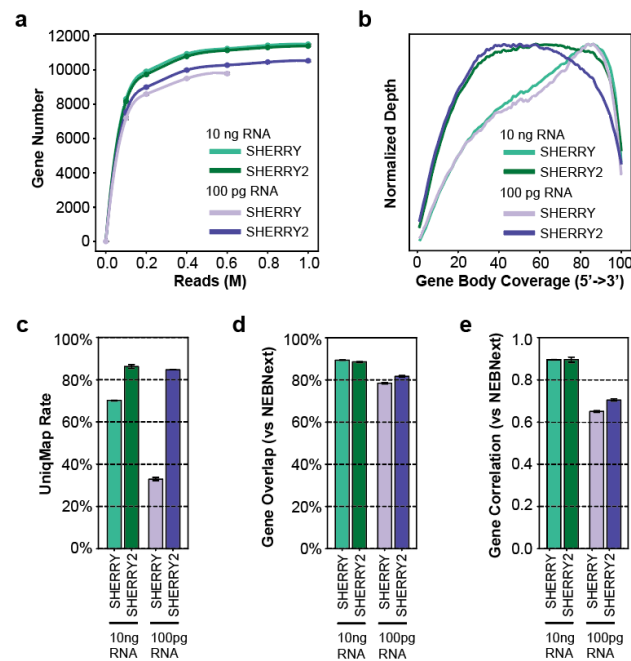 a
12000
10000
8000
6000
4000
2000
0
Gene Number
10 ng RNA
SHERRY
SHERRY2
100 pg RNA
SHERRY
SHERRY2
0.0 0.2 0.4 0.6 0.8 1.0
Reads (M)
b
Normalized Depth
10 ng RNA
SHERRY
SHERRY2
100 pg RNA
SHERRY
SHERRY2
0 20 40 60 80 100
Gene Body Coverage (5'->3')
c
100%
80%
60%
40%
20%
0%
UniqMap Rate
SHERRY
SHERRY2
SHERRY
SHERRY2
10ng
RNA
100pg
RNA
d
100%
80%
60%
40%
20%
0%
Gene Overlap (vs NEBNext)
SHERRY
SHERRY2
SHERRY
SHERRY2
10ng
RNA
100pg
RNA
e
1.0
0.8
0.6
0.4
0.2
0.0
Gene Correlation (vs NEBNext)
SHERRY
SHERRY2
SHERRY
SHERRY2
10ng
RNA
100pg
RNA